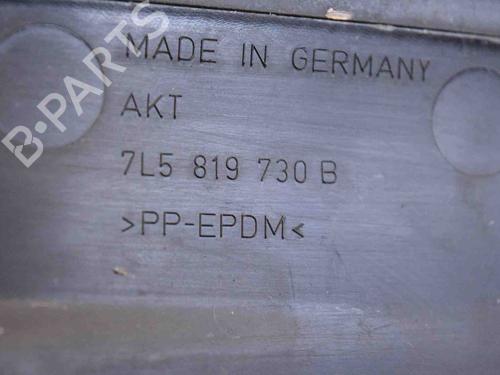 MADE IN GERMANY
AKT
7L5 819 730 B
>PP-EPDM<
B-PARTS